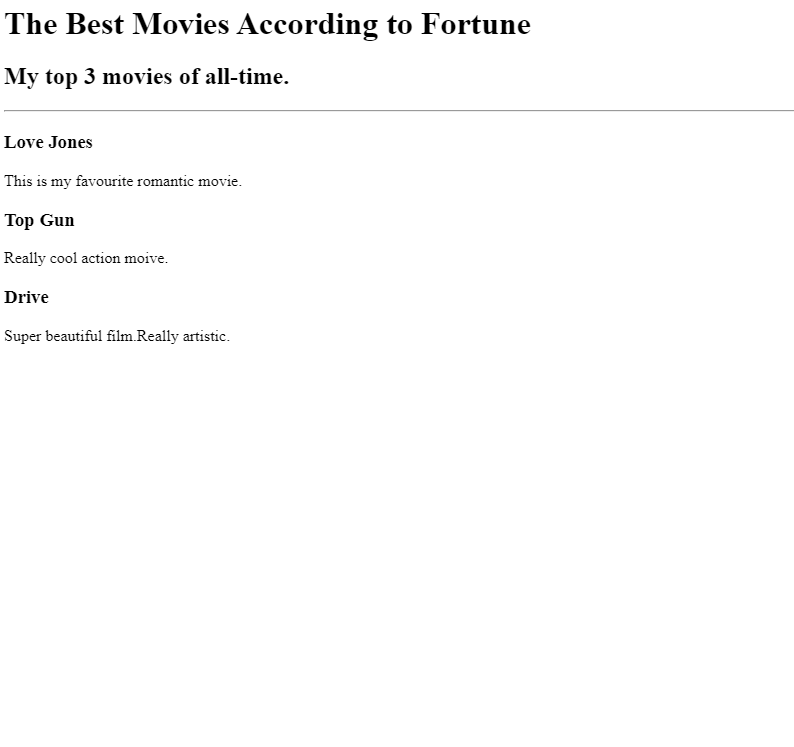 The Best Movies According to Fortune
My top 3 movies of all-time.
Love Jones
This is my favourite romantic movie.
Top Gun
Really cool action moive.
Drive
Super beautiful film.Really artistic.